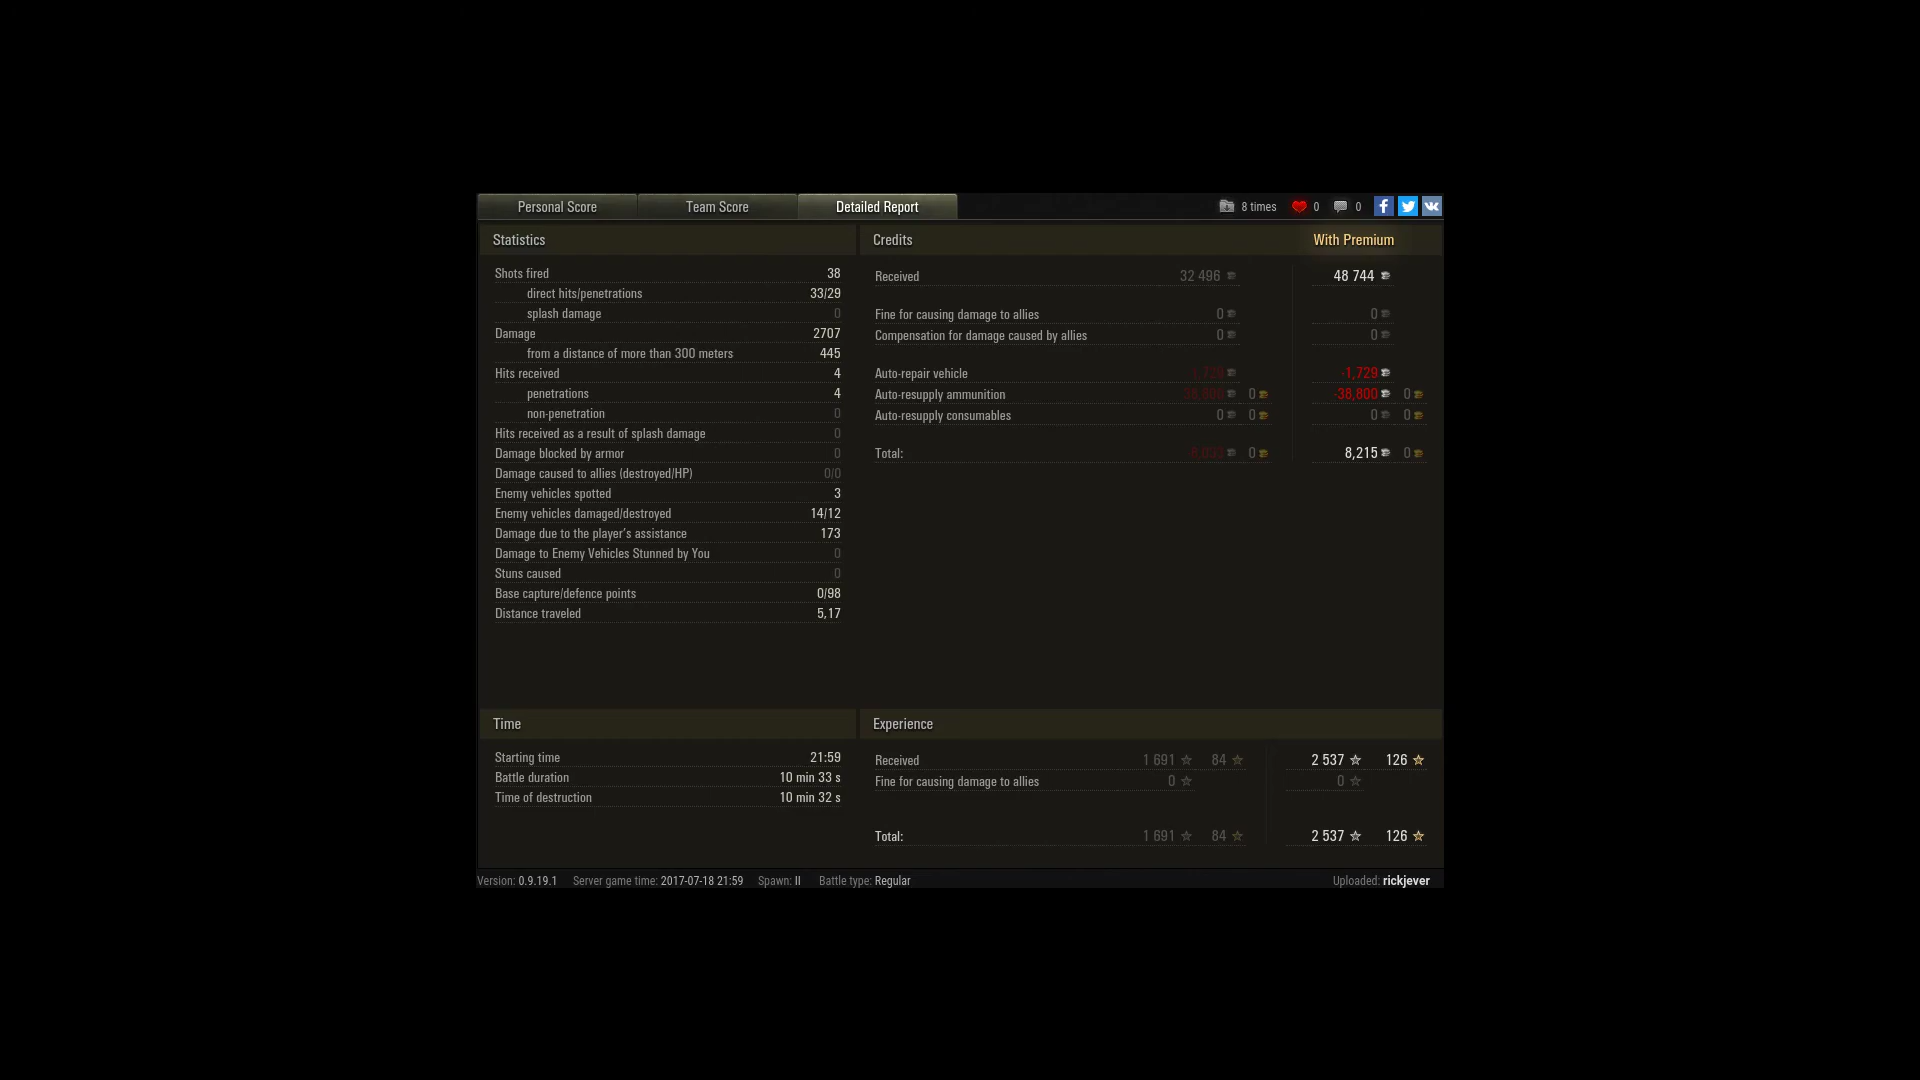 Personal Score Team Score Detailed Report 8 times 0 0
Statistics
Shots fired 38
direct hits/penetrations 33/29
splash damage 0
Damage 2707
from a distance of more than 300 meters 445
Hits received 4
penetrations 4
non-penetration 0
Hits received as a result of splash damage 0
Damage blocked by armor 0
Damage caused to allies (destroyed/HP) 0/0
Enemy vehicles spotted 3
Enemy vehicles damaged/destroyed 14/12
Damage due to the player's assistance 173
Damage to Enemy Vehicles Stunned by You 0
Stuns caused 0
Base capture/defence points 0/98
Distance traveled 5,17
Credits With Premium
Received 32 496 48 744
Fine for causing damage to allies 0 0
Compensation for damage caused by allies 0 0
Auto-repair vehicle -1,729 -1,729
Auto-resupply ammunition -38,800 0 -38,800 0
Auto-resupply consumables 0 0 0 0
Total: 0 8,215 0
Time
Starting time 21:59
Battle duration 10 min 33 s
Time of destruction 10 min 32 s
Experience
Received 1 691 84 2 537 126
Fine for causing damage to allies 0 0
Total: 1 691 84 2 537 126
Version: 0.9.19.1 Server game time: 2017-07-18 21:59 Spawn: II Battle type: Regular Uploaded: rickjever